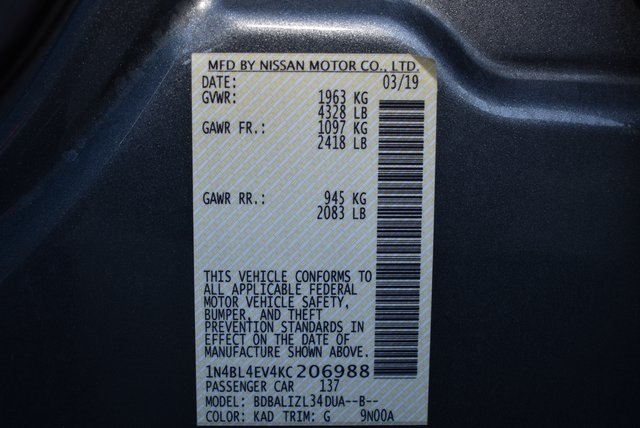 MFD BY NISSAN MOTOR CO., LTD.
DATE: 03/19
GVWR: 1963 KG
4328 LB
GAWR FR.: 1097 KG
2418 LB
GAWR RR.: 945 KG
2083 LB
THIS VEHICLE CONFORMS TO
ALL APPLICABLE FEDERAL
MOTOR VEHICLE SAFETY,
BUMPER, AND THEFT
PREVENTION STANDARDS IN
EFFECT ON THE DATE OF
MANUFACTURE SHOWN ABOVE.
1N4BL4EV4KC206988
PASSENGER CAR 137
MODEL: BDBALIZL34DUA--B--
COLOR: KAD TRIM: G 9N00A